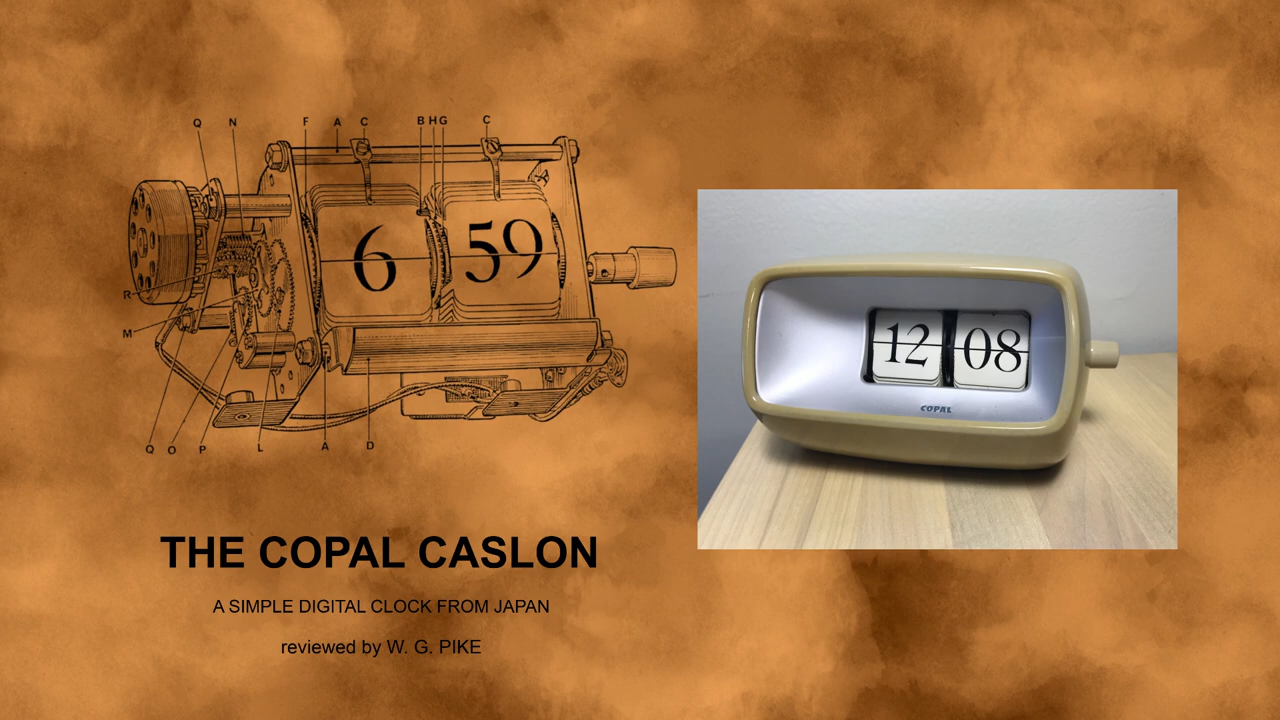 Q N F A C B H G C
6 59
R
M
Q O P L A D
12 08
COPAL
THE COPAL CASLON
A SIMPLE DIGITAL CLOCK FROM JAPAN
reviewed by W. G. PIKE